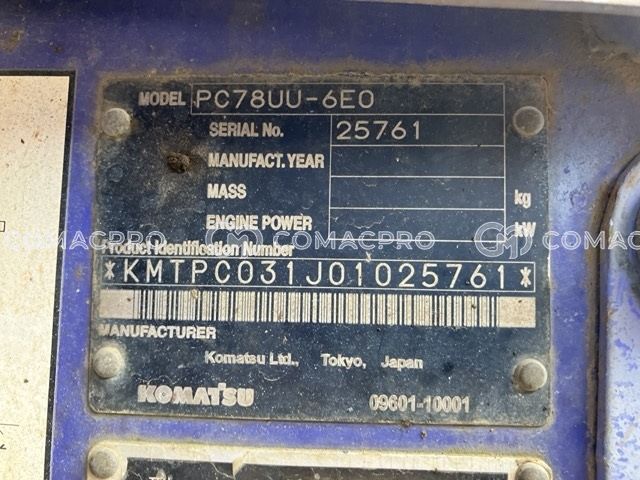 MODEL PC78UU-6E0
SERIAL No. 25761
MANUFACT. YEAR
MASS kg
ENGINE POWER kW
COMACPRO COMACPRO COMACPRO
Product Identification Number
*KMTPC031J01025761*
MANUFACTURER
Komatsu Ltd., Tokyo, Japan
KOMATSU 09601-10001